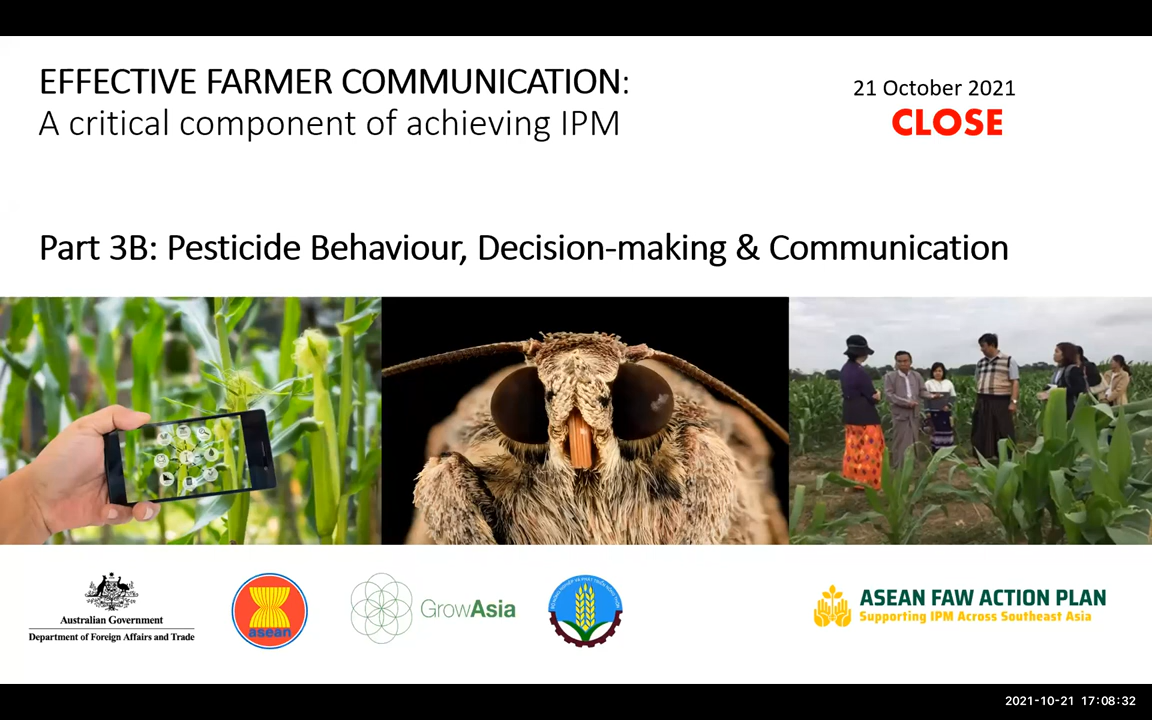 EFFECTIVE FARMER COMMUNICATION:
A critical component of achieving IPM
21 October 2021
CLOSE
Part 3B: Pesticide Behaviour, Decision-making & Communication
Australian Government
Department of Foreign Affairs and Trade
asean
GrowAsia
ASEAN FAW ACTION PLAN
Supporting IPM Across Southeast Asia
2021-10-21 17:08:32